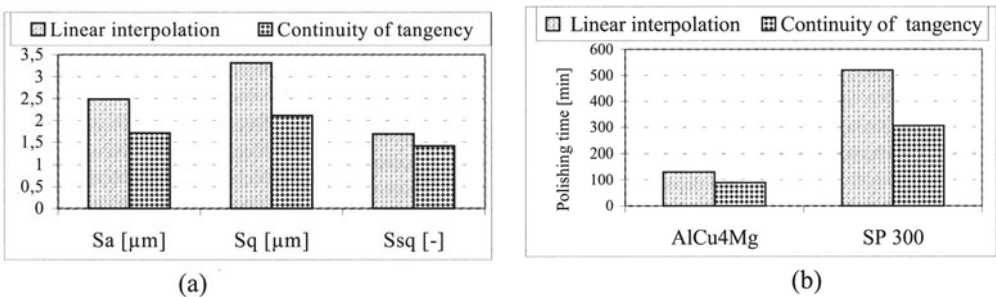 Linear interpolation Continuity of tangency
3,5
3
2,5
2
1,5
1
0,5
0
Sa [µm] Sq [µm] Ssq [-]
(a)
Linear interpolation Continuity of tangency
Polishing time [min]
600
500
400
300
200
100
0
AlCu4Mg SP 300
(b)